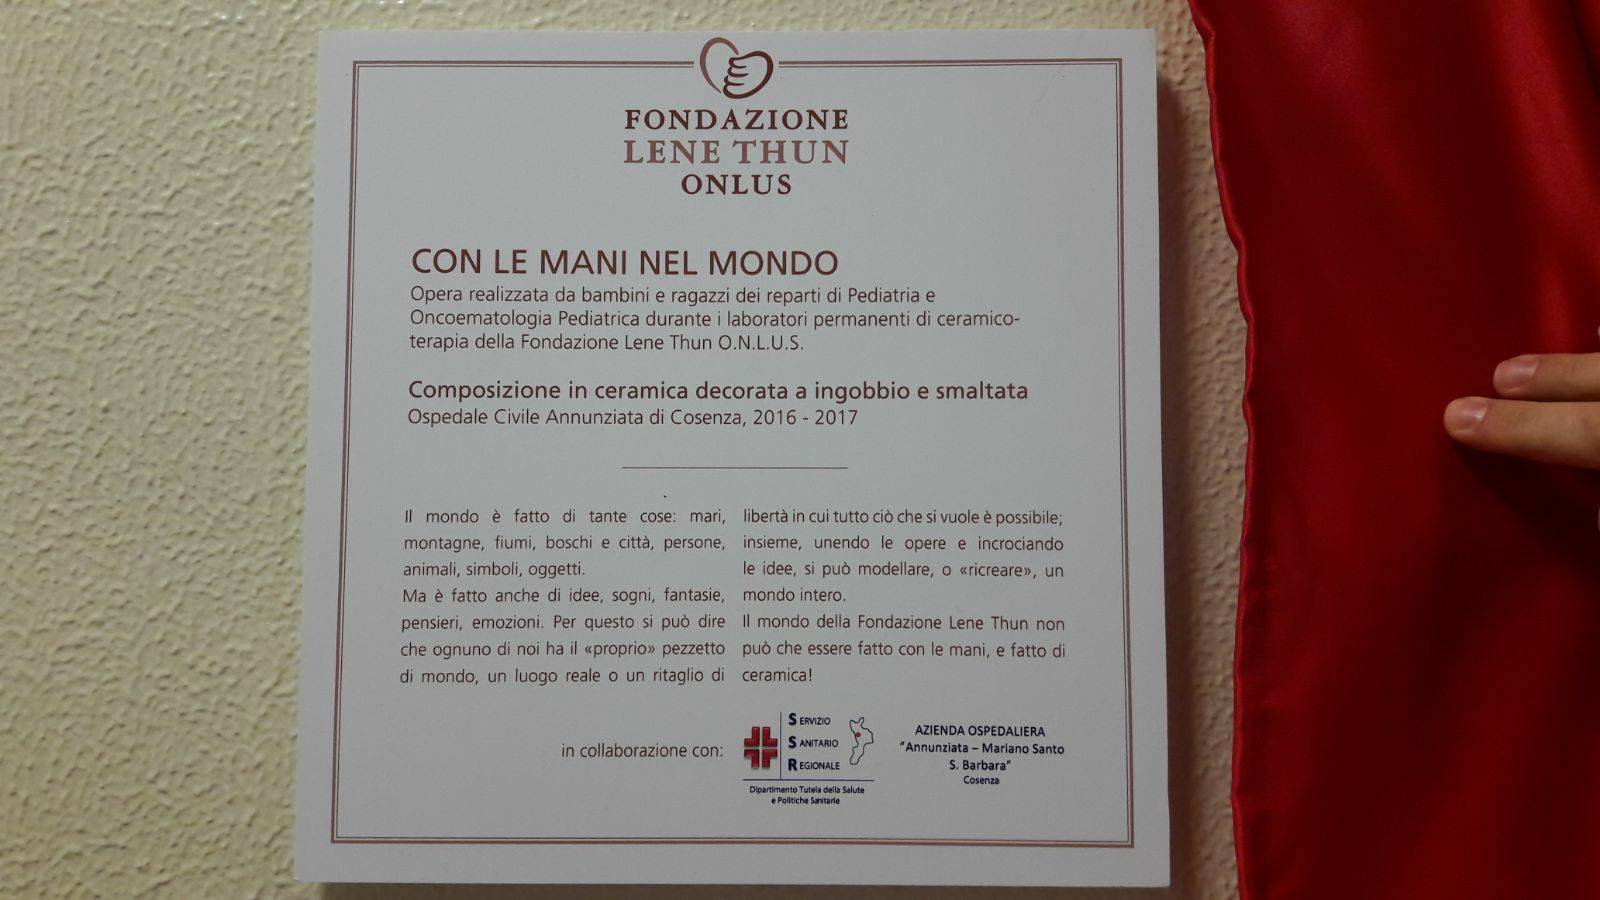 FONDAZIONE
LENE THUN
ONLUS
CON LE MANI NEL MONDO
Opera realizzata da bambini e ragazzi dei reparti di Pediatria e
Oncoematologia Pediatrica durante i laboratori permanenti di ceramico-
terapia della Fondazione Lene Thun O.N.L.U.S.
Composizione in ceramica decorata a ingobbio e smaltata
Ospedale Civile Annunziata di Cosenza, 2016 - 2017
Il mondo è fatto di tante cose: mari,
montagne, fiumi, boschi e città, persone,
animali, simboli, oggetti.
Ma è fatto anche di idee, sogni, fantasie,
pensieri, emozioni. Per questo si può dire
che ognuno di noi ha il «proprio» pezzetto
di mondo, un luogo reale o un ritaglio di
libertà in cui tutto ciò che si vuole è possibile;
insieme, unendo le opere e incrociando
le idee, si può modellare, o «ricreare», un
mondo intero.
Il mondo della Fondazione Lene Thun non
può che essere fatto con le mani, e fatto di
ceramica!
in collaborazione con:
SERVIZIO
SANITARIO
REGIONALE
Dipartimento Tutela della Salute
e Politiche Sanitarie
AZIENDA OSPEDALIERA
"Annunziata – Mariano Santo
S. Barbara"
Cosenza